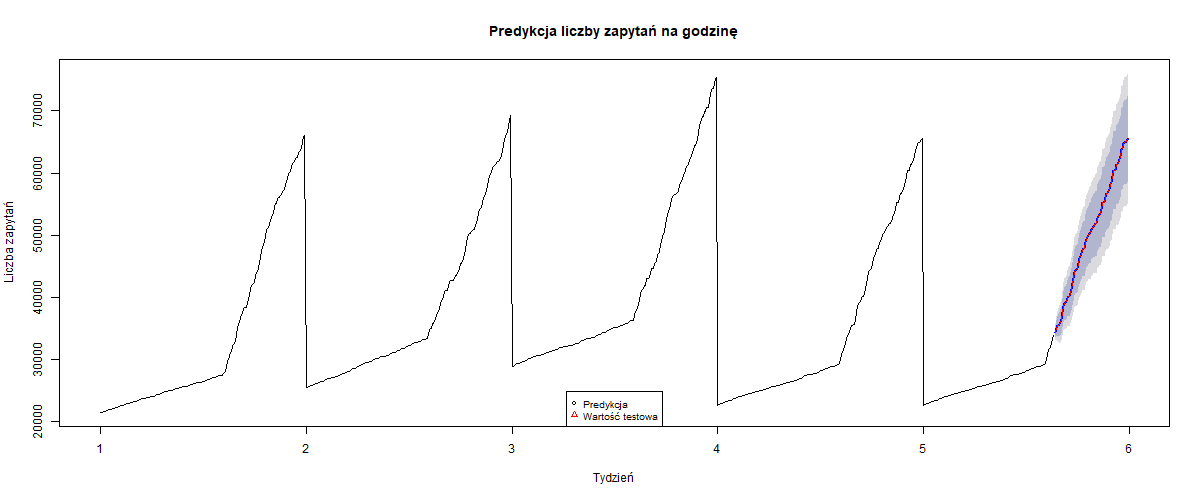 Predykcja liczby zapytań na godzinę
Liczba zapytań
70000
60000
50000
40000
30000
20000
Predykcja
Wartość testowa
1 2 3 4 5 6
Tydzień